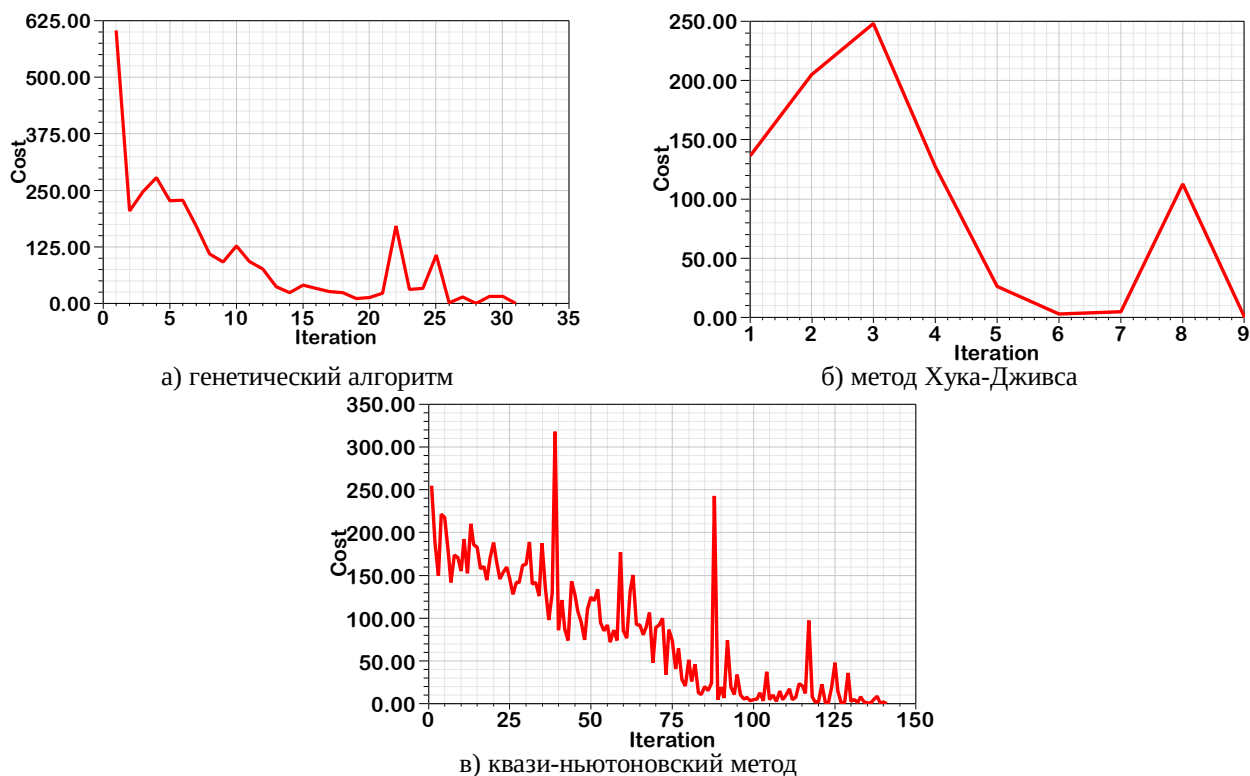 625.00
500.00
375.00
250.00
125.00
0.00
Cost
0 5 10 15 20 25 30 35
Iteration
а) генетический алгоритм
250.00
200.00
150.00
100.00
50.00
0.00
Cost
1 2 3 4 5 6 7 8 9
Iteration
б) метод Хука-Дживса
350.00
300.00
250.00
200.00
150.00
100.00
50.00
0.00
Cost
0 25 50 75 100 125 150
Iteration
в) квази-ньютоновский метод